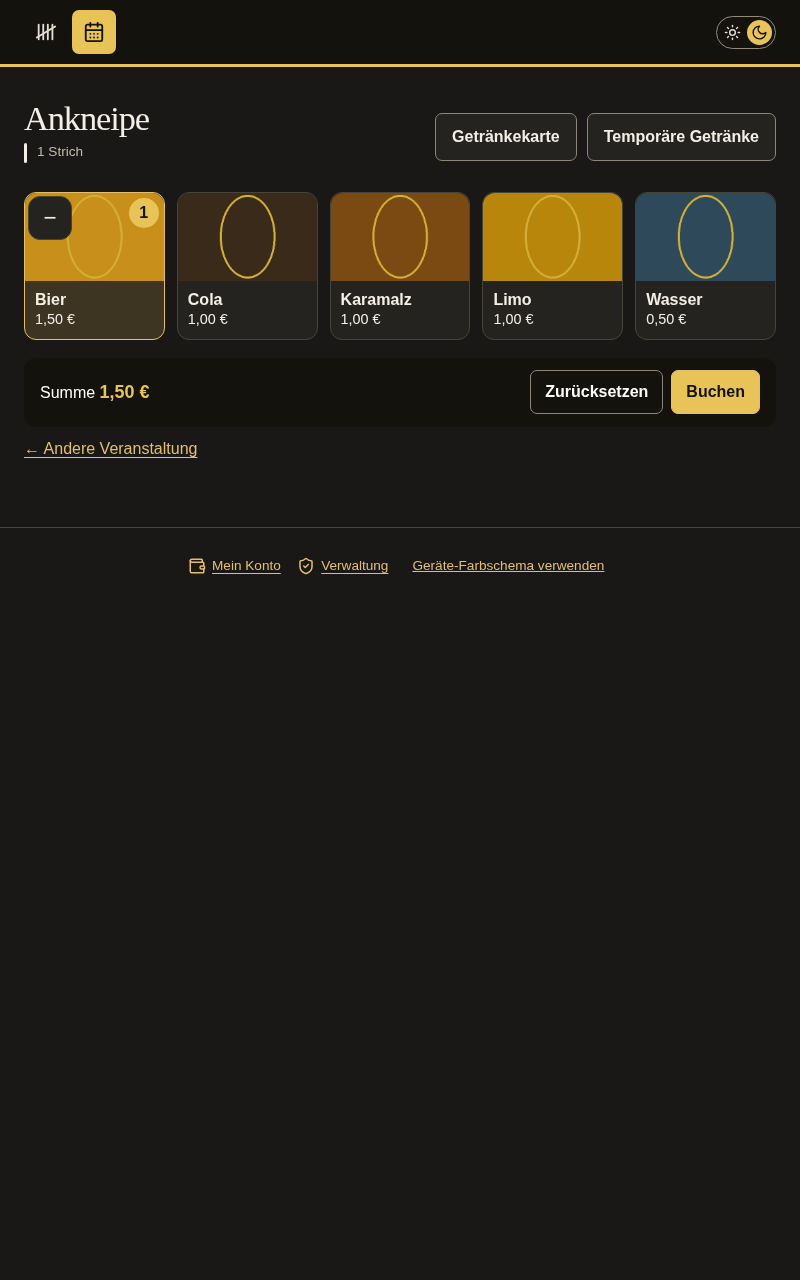 Ankneipe
1 Strich
Getränkekarte
Temporäre Getränke
−
1
Bier
1,50 €
Cola
1,00 €
Karamalz
1,00 €
Limo
1,00 €
Wasser
0,50 €
Summe 1,50 €
Zurücksetzen
Buchen
← Andere Veranstaltung
Mein Konto
Verwaltung
Geräte-Farbschema verwenden